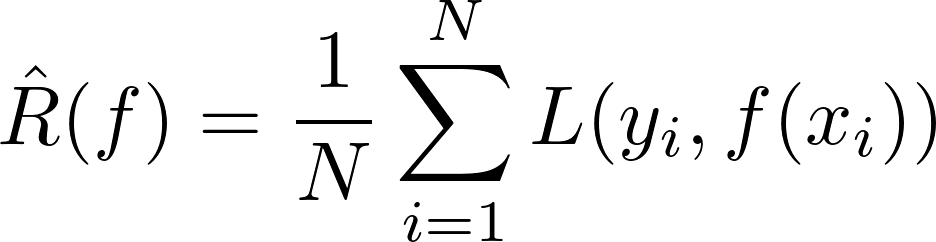 \hat{R}(f) = \frac{1}{N} \sum_{i=1}^{N} L(y_i, f(x_i))